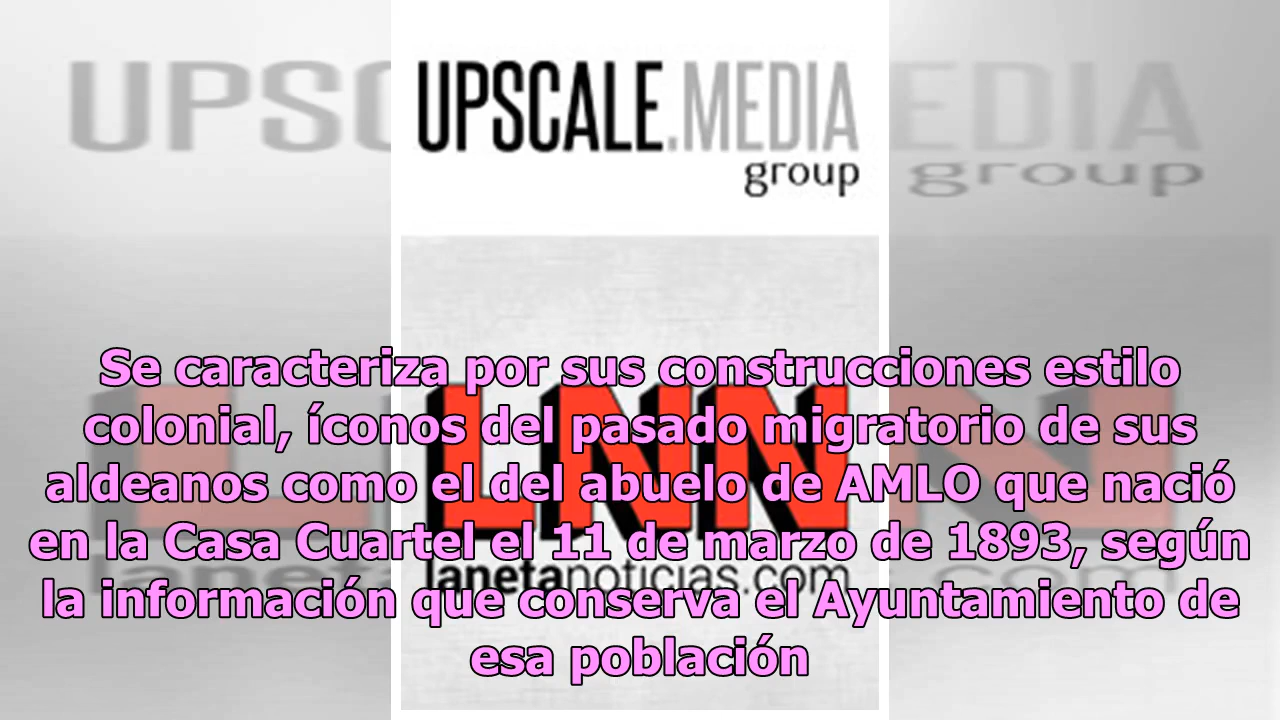 UPSCALE.MEDIA
group
LNN
lanetanoticias.com
Se caracteriza por sus construcciones estilo
colonial, íconos del pasado migratorio de sus
aldeanos como el del abuelo de AMLO que nació
en la Casa Cuartel el 11 de marzo de 1893, según
la información que conserva el Ayuntamiento de
esa población